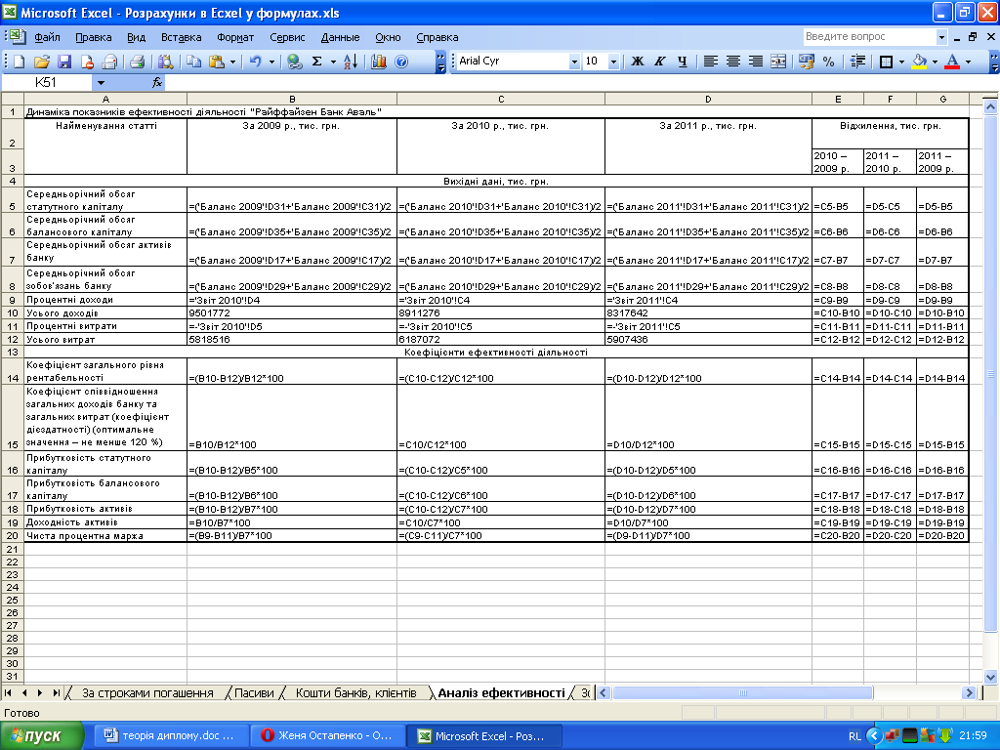 Microsoft Excel - Розрахунки в Есхеl у формулах.xls
Файл Правка Вид Вставка Формат Сервис Данные Окно Справка Введите вопрос
Arial Cyr 10 Ж К Ч %
K51 fx
A B C D E F G
1 Динаміка показників ефективності діяльності "Райффайзен Банк Аваль"
Найменування статті За 2009 р., тис. грн. За 2010 р., тис. грн. За 2011 р., тис. грн. Відхилення, тис. грн.
2
2010 – 2011 – 2011 –
3 2009 р. 2010 р. 2009 р.
4 Вихідні дані, тис. грн.
Середньорічний обсяг
5 статутного капіталу =('Баланс 2009'!D31+'Баланс 2009'!C31)/2 =('Баланс 2010'!D31+'Баланс 2010'!C31)/2 =('Баланс 2011'!D31+'Баланс 2011'!C31)/2 =C5-B5 =D5-C5 =D5-B5
Середньорічний обсяг
6 балансового капіталу =('Баланс 2009'!D35+'Баланс 2009'!C35)/2 =('Баланс 2010'!D35+'Баланс 2010'!C35)/2 =('Баланс 2011'!D35+'Баланс 2011'!C35)/2 =C6-B6 =D6-C6 =D6-B6
Середньорічний обсяг активів
7 банку =('Баланс 2009'!D17+'Баланс 2009'!C17)/2 =('Баланс 2010'!D17+'Баланс 2010'!C17)/2 =('Баланс 2011'!D17+'Баланс 2011'!C17)/2 =C7-B7 =D7-C7 =D7-B7
Середньорічний обсяг
8 зобов'язань банку =('Баланс 2009'!D29+'Баланс 2009'!C29)/2 =('Баланс 2010'!D29+'Баланс 2010'!C29)/2 =('Баланс 2011'!D29+'Баланс 2011'!C29)/2 =C8-B8 =D8-C8 =D8-B8
9 Процентні доходи ='Звіт 2010'!D4 ='Звіт 2010'!C4 ='Звіт 2011'!C4 =C9-B9 =D9-C9 =D9-B9
10 Усього доходів 9501772 8911276 8317642 =C10-B10 =D10-C10 =D10-B10
11 Процентні витрати =-'Звіт 2010'!D5 =-'Звіт 2010'!C5 =-'Звіт 2011'!C5 =C11-B11 =D11-C11 =D11-B11
12 Усього витрат 5818516 6187072 5907436 =C12-B12 =D12-C12 =D12-B12
13 Коефіцієнти ефективності діяльності
Коефіцієнт загального рівня
14 рентабельності =(B10-B12)/B12*100 =(C10-C12)/C12*100 =(D10-D12)/D12*100 =C14-B14 =D14-C14 =D14-B14
Коефіцієнт співвідношення
загальних доходів банку та
загальних витрат (коефіцієнт
дієздатності) (оптимальне
15 значення – не менше 120 %) =B10/B12*100 =C10/C12*100 =D10/D12*100 =C15-B15 =D15-C15 =D15-B15
Прибутковість статутного
16 капіталу =(B10-B12)/B5*100 =(C10-C12)/C5*100 =(D10-D12)/D5*100 =C16-B16 =D16-C16 =D16-B16
Прибутковість балансового
17 капіталу =(B10-B12)/B6*100 =(C10-C12)/C6*100 =(D10-D12)/D6*100 =C17-B17 =D17-C17 =D17-B17
18 Прибутковість активів =(B10-B12)/B7*100 =(C10-C12)/C7*100 =(D10-D12)/D7*100 =C18-B18 =D18-C18 =D18-B18
19 Доходність активів =B10/B7*100 =C10/C7*100 =D10/D7*100 =C19-B19 =D19-C19 =D19-B19
20 Чиста процентна маржа =(B9-B11)/B7*100 =(C9-C11)/C7*100 =(D9-D11)/D7*100 =C20-B20 =D20-C20 =D20-B20
21
22
23
24
25
26
27
28
29
30
31
За строками погашення Пасиви Кошти банків, клієнтів Аналіз ефективності
Готово
пуск теорія диплому.doc ... Женя Остапенко - О... Microsoft Excel - Роз... RL 21:59